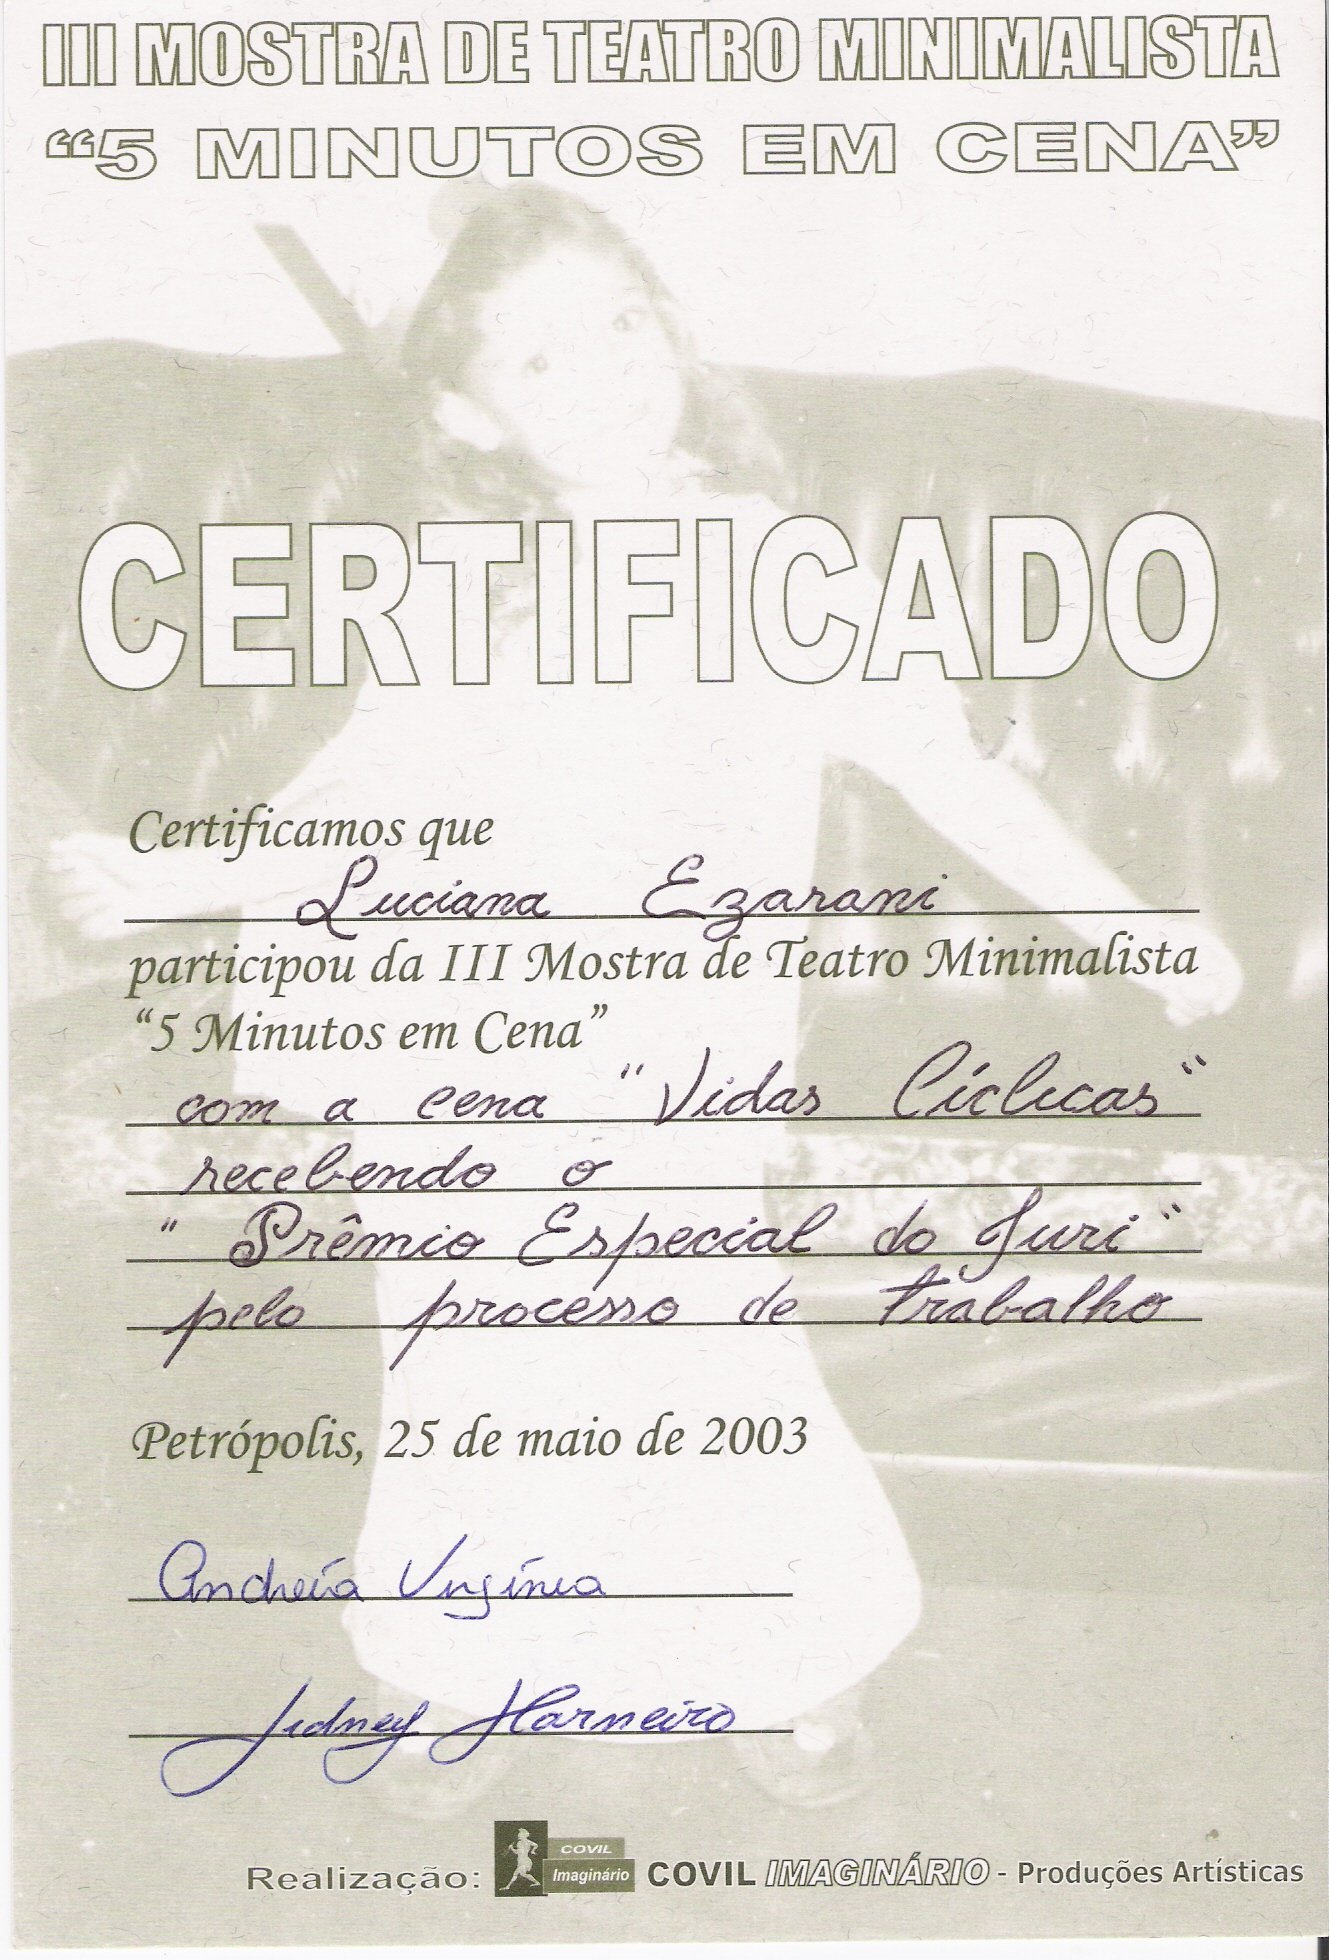 III MOSTRA DE TEATRO MINIMALISTA
“5 MINUTOS EM CENA”
CERTIFICADO
Certificamos que
Luciana Ezarani
participou da III Mostra de Teatro Minimalista
“5 Minutos em Cena”
com a cena "Vidas Cíclicas"
recebendo o
"Prêmio Especial do Juri"
pelo processo de trabalho
Petrópolis, 25 de maio de 2003
Andreía Virgínia
Sidney
COVIL
Imaginário
Realização: COVIL IMAGINÁRIO - Produções Artísticas